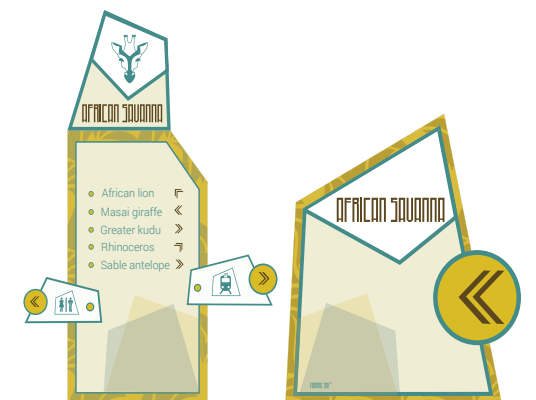 AFRICAN SAVANNA
African lion
Masai giraffe
Greater kudu
Rhinoceros
Sable antelope
AFRICAN SAVANNA